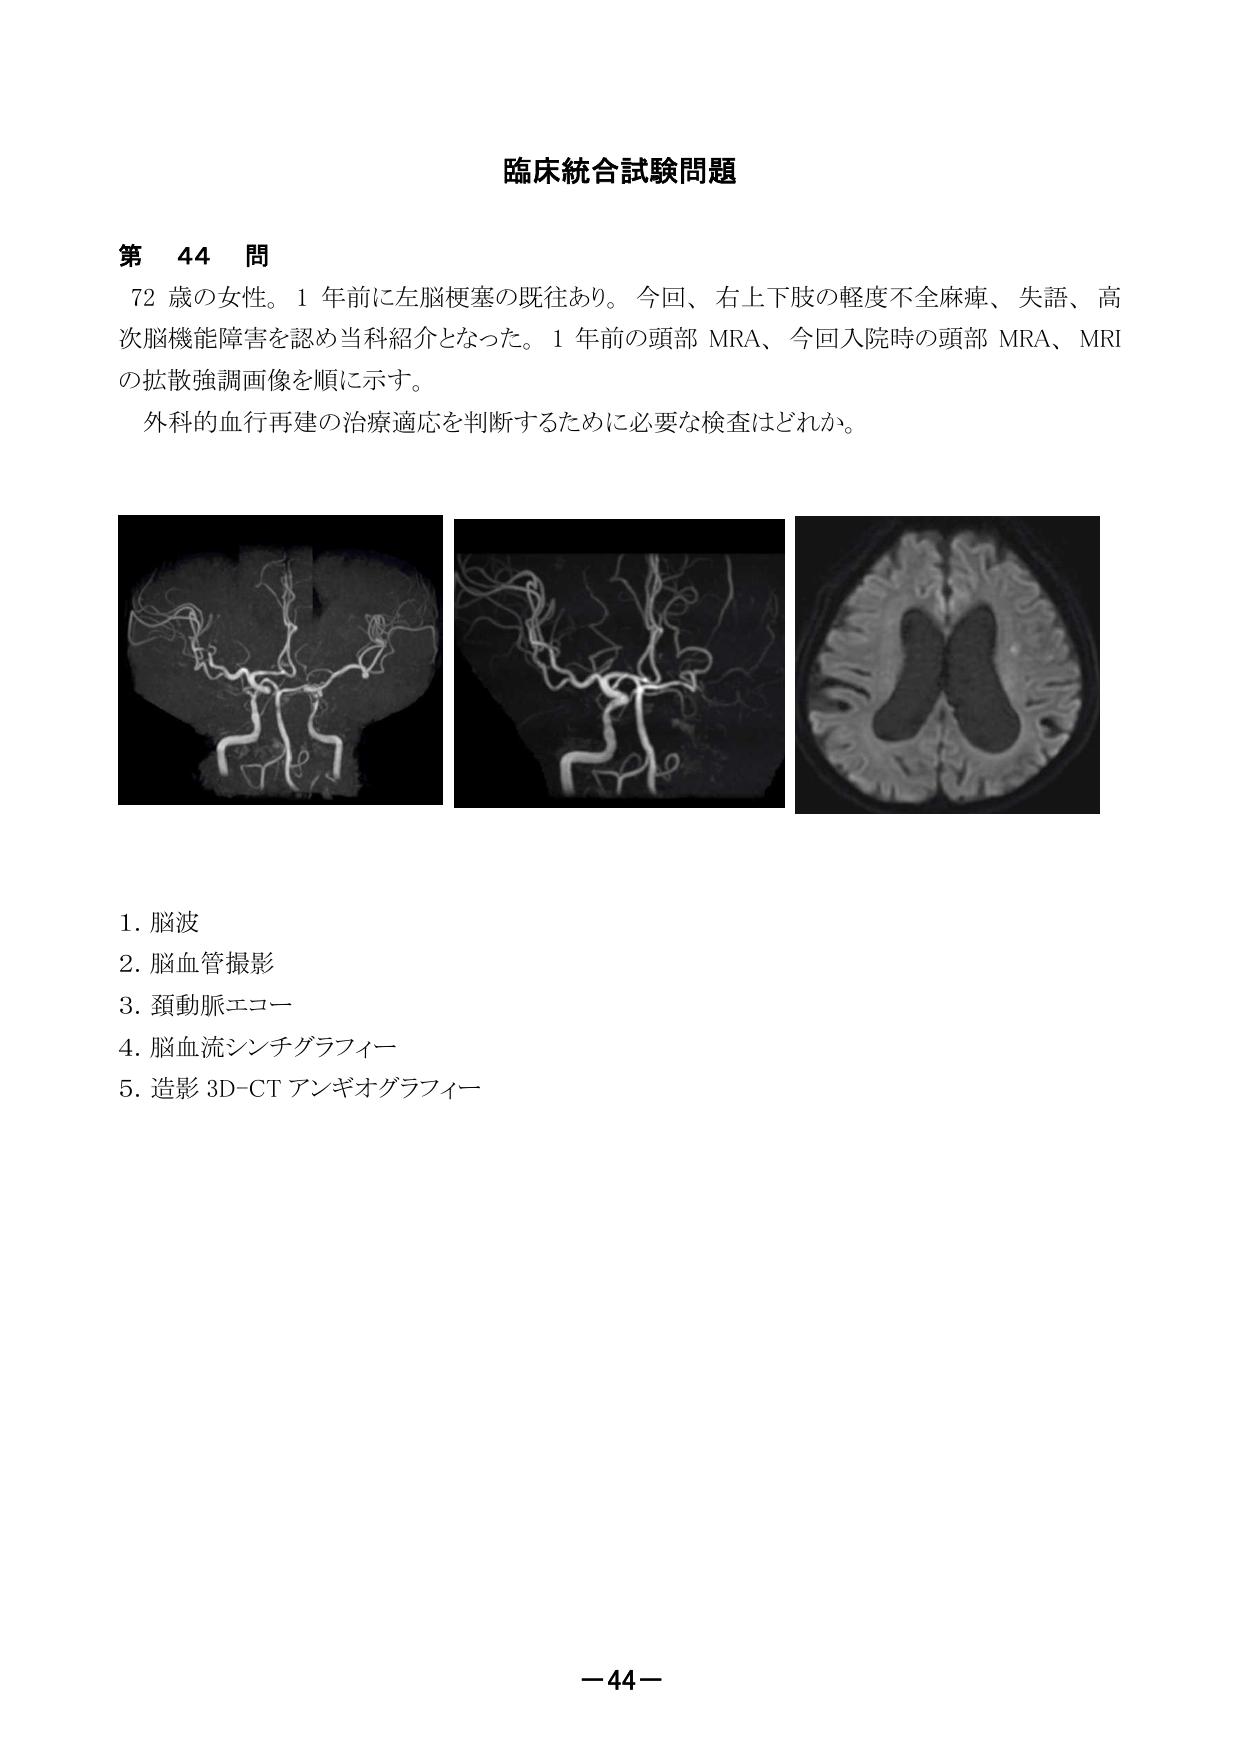 臨床統合試験問題
第 44 問
72 歳の女性。1 年前に左脳梗塞の既往あり。今回、右上下肢の軽度不全麻痺、失語、高
次脳機能障害を認め当科紹介となった。1 年前の頭部 MRA、今回入院時の頭部 MRA、MRI
の拡散強調画像を順に示す。
外科的血行再建の治療適応を判断するために必要な検査はどれか。
1. 脳波
2. 脳血管撮影
3. 頚動脈エコー
4. 脳血流シンチグラフィー
5. 造影 3D-CT アンギオグラフィー
―44―